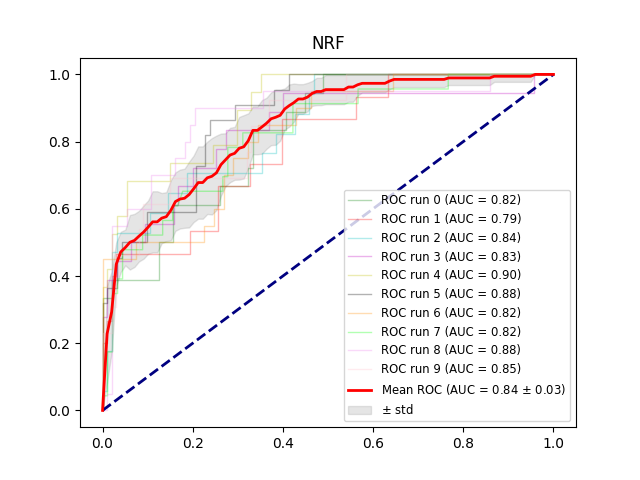 NRF
1.0
0.8
0.6
0.4
0.2
0.0
0.0 0.2 0.4 0.6 0.8 1.0
ROC run 0 (AUC = 0.82)
ROC run 1 (AUC = 0.79)
ROC run 2 (AUC = 0.84)
ROC run 3 (AUC = 0.83)
ROC run 4 (AUC = 0.90)
ROC run 5 (AUC = 0.88)
ROC run 6 (AUC = 0.82)
ROC run 7 (AUC = 0.82)
ROC run 8 (AUC = 0.88)
ROC run 9 (AUC = 0.85)
Mean ROC (AUC = 0.84 ± 0.03)
± std